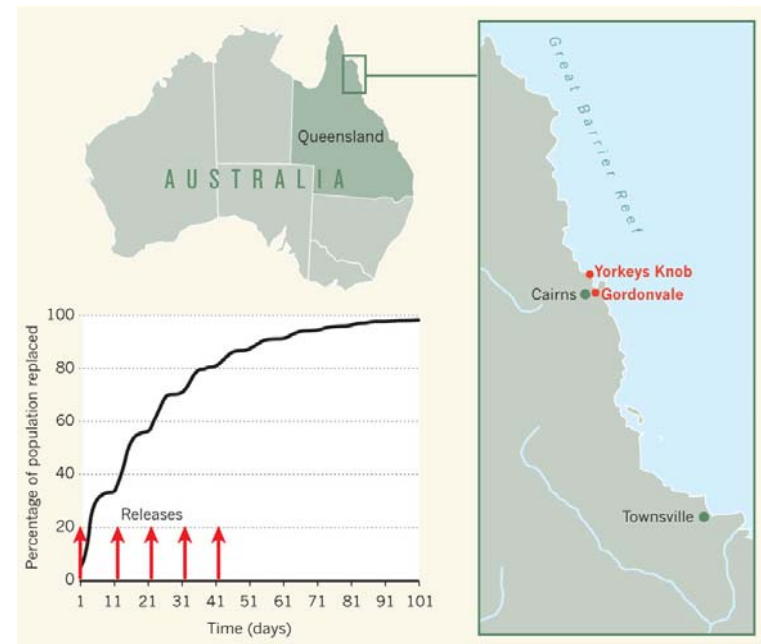 Queensland
AUSTRALIA
Great Barrier Reef
Yorkeys Knob
Cairns
Gordonvale
Townsville
Percentage of population replaced
100
80
60
40
20
0
Releases
1 11 21 31 41 51 61 71 81 91 101
Time (days)